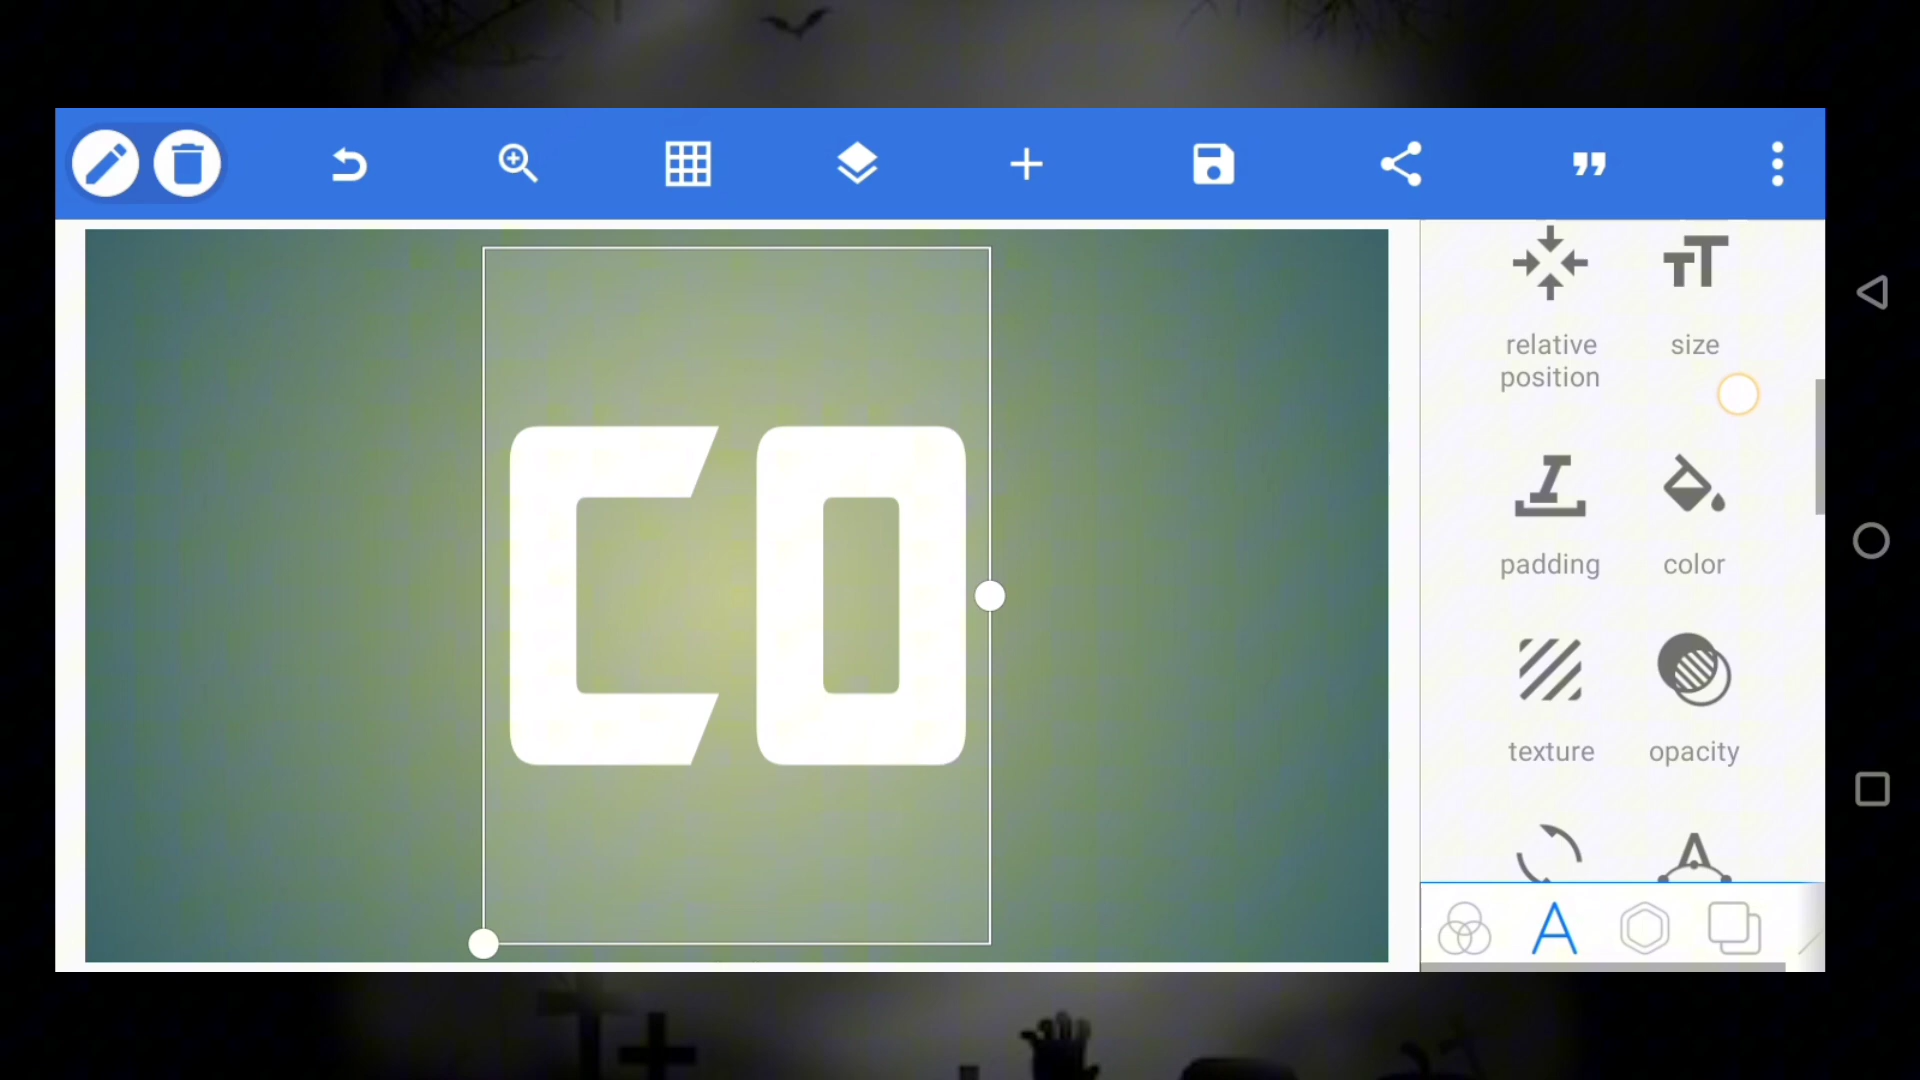 relative
position
size
CO
padding
color
texture
opacity